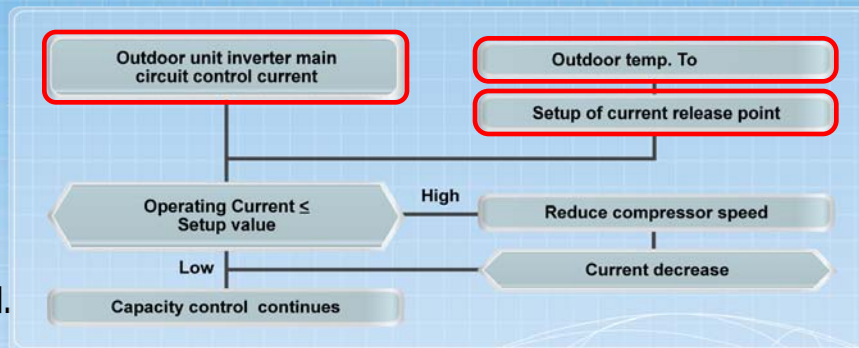 Outdoor unit inverter main
circuit control current
Outdoor temp. To
Setup of current release point
Operating Current ≤
Setup value
High
Reduce compressor speed
Low
Current decrease
Capacity control continues